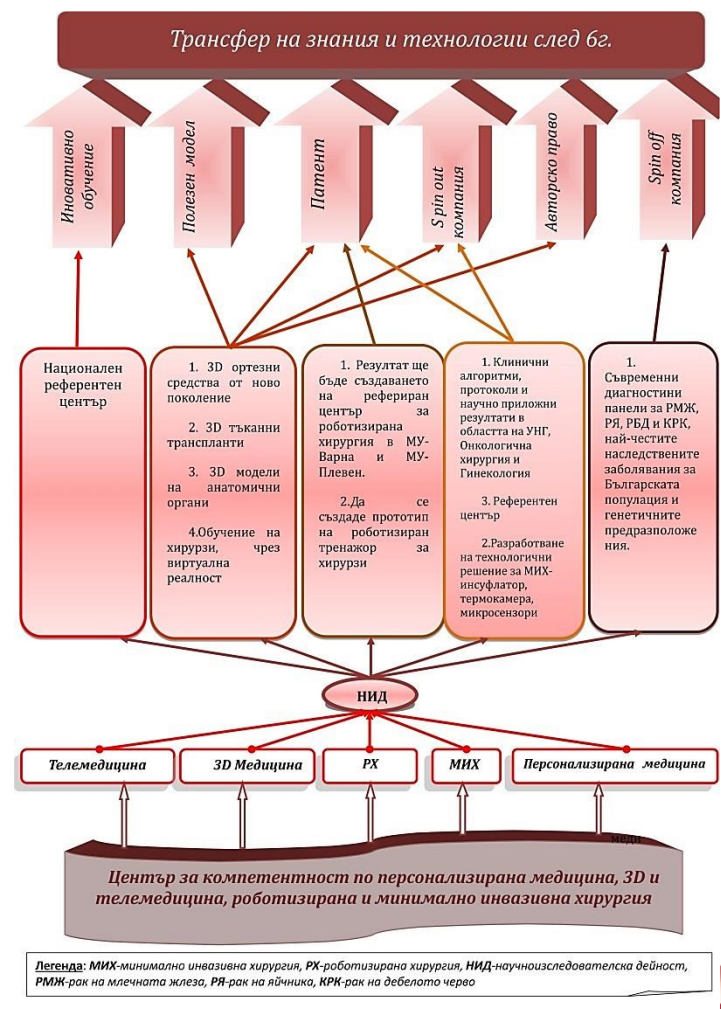 Трансфер на знания и технологии след 6г.
Иновативно
обучение
Полезен модел
Патент
S pin out
компания
Авторско право
Spin off
компания
Национален
референтен
център
1. 3D ортезни
средства от ново
поколение
2. 3D тъканни
транспланти
3. 3D модели
на анатомични
органи
4.Обучение на
хирурзи, чрез
виртуална
реалност
1. Резултат ще
бъде създаването
на рефериран
център за
роботизирана
хирургия в МУ-
Варна и МУ-
Плевен.
2.Да се
създаде прототип
на роботизиран
тренажор за
хирурзи
1. Клинични
алгоритми,
протоколи и
научно приложни
резултати в
областта на УНГ,
Онкологична
хирургия и
Гинекология
3. Референтен
център
2.Разработване
на технологични
решение за МИХ-
инсуфлатор,
термокамера,
микросензори
1.
Съвременни
диагностини
панели за РМЖ,
РЯ, РБД и КРК,
най-честите
наследствените
заболявания за
Българската
популация и
генетичните
предразположе
ния.
НИД
Телемедицина
3D Медицина
РХ
МИХ
Персонализирана медицина
меди
Център за компетентност по персонализирана медицина, 3D и
телемедицина, роботизирана и минимално инвазивна хирургия
Легенда: МИХ-минимално инвазивна хирургия, РХ-роботизирана хирургия, НИД-научноизследователска дейност,
РМЖ-рак на млечната жлеза, РЯ-рак на яйчника, КРК-рак на дебелото черво